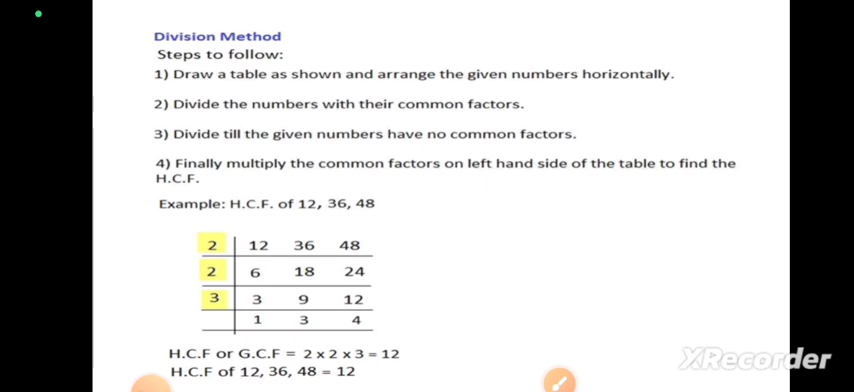 Division Method
Steps to follow:
1) Draw a table as shown and arrange the given numbers horizontally.
2) Divide the numbers with their common factors.
3) Divide till the given numbers have no common factors.
4) Finally multiply the common factors on left hand side of the table to find the
H.C.F.
Example: H.C.F. of 12, 36, 48
2 12 36 48
2 6 18 24
3 3 9 12
1 3 4
H.C.F or G.C.F = 2 x 2 x 3 = 12
H.C.F of 12, 36, 48 = 12
XRecorder